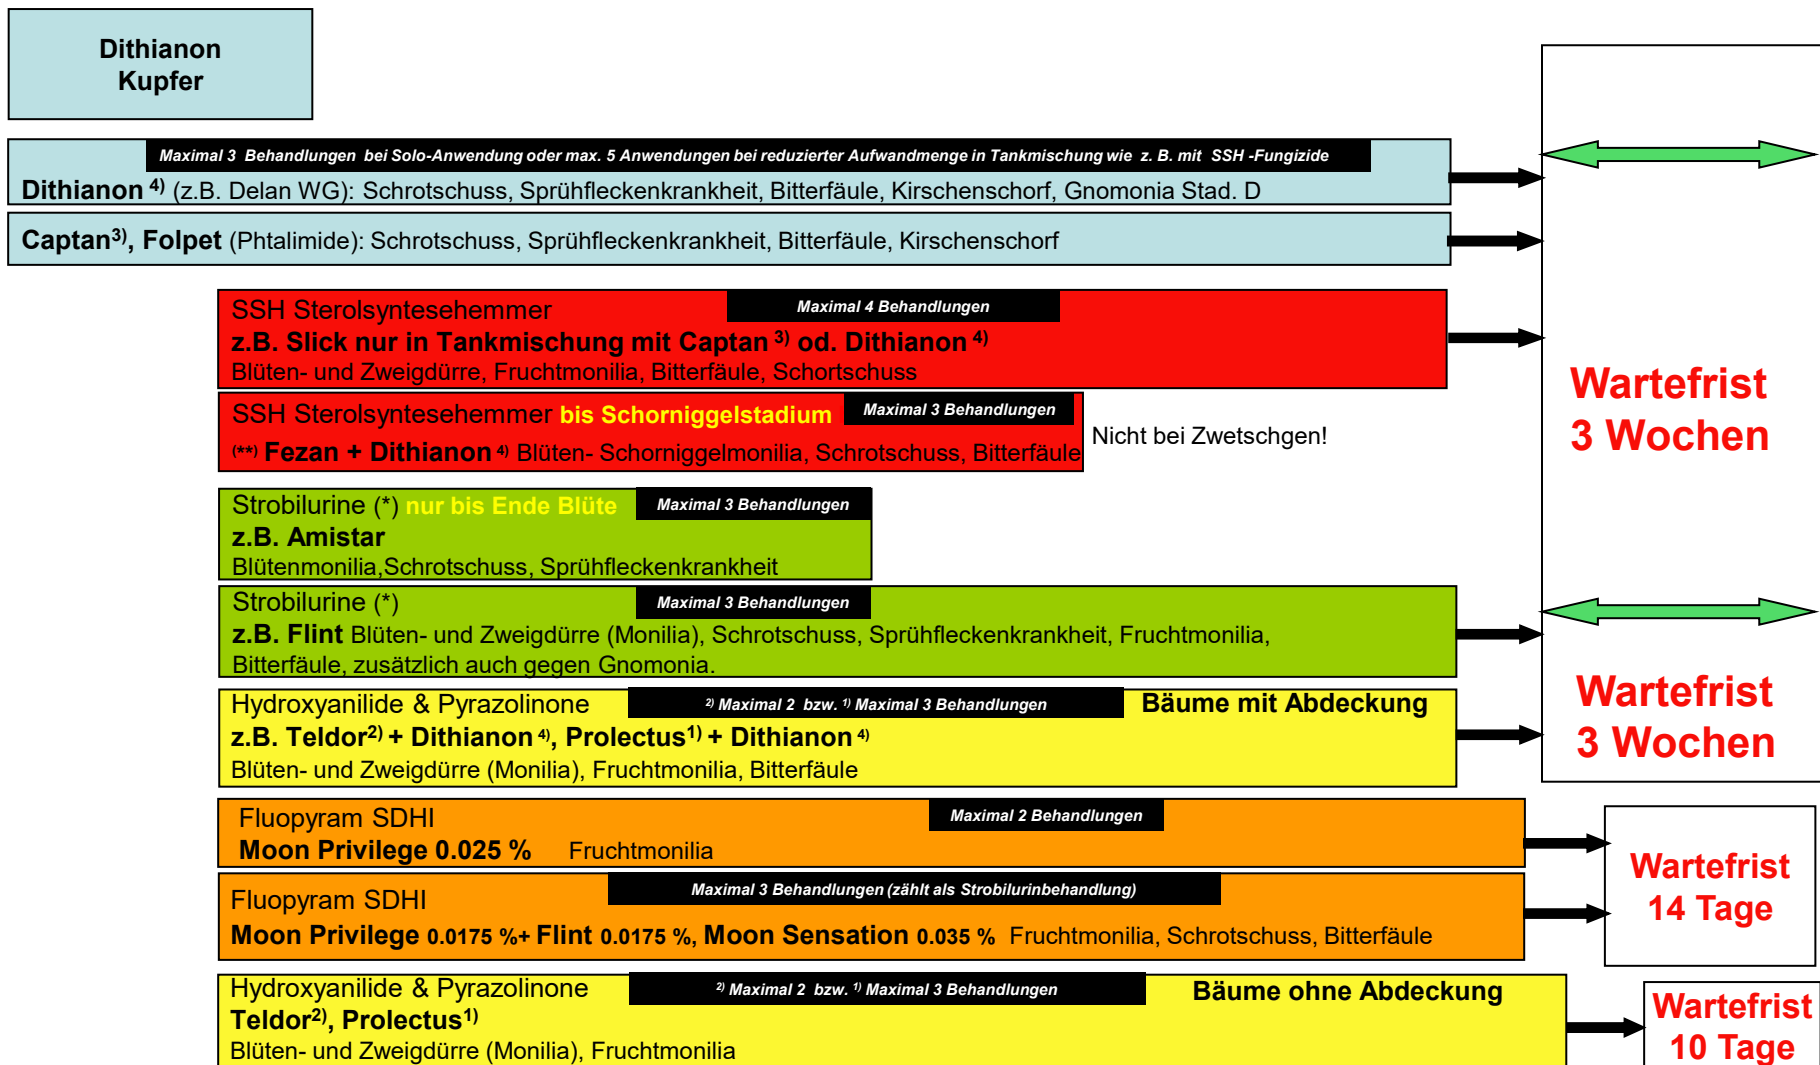 Dithianon
Kupfer
Maximal 3 Behandlungen bei Solo-Anwendung oder max. 5 Anwendungen bei reduzierter Aufwandmenge in Tankmischung wie z. B. mit SSH -Fungizide
Dithianon 4) (z.B. Delan WG): Schrotschuss, Sprühfleckenkrankheit, Bitterfäule, Kirschenschorf, Gnomonia Stad. D
Captan3), Folpet (Phtalimide): Schrotschuss, Sprühfleckenkrankheit, Bitterfäule, Kirschenschorf
SSH Sterolsyntesehemmer
Maximal 4 Behandlungen
z.B. Slick nur in Tankmischung mit Captan 3) od. Dithianon 4)
Blüten- und Zweigdürre, Fruchtmonilia, Bitterfäule, Schortschuss
SSH Sterolsyntesehemmer bis Schorniggelstadium
Maximal 3 Behandlungen
(**) Fezan + Dithianon 4) Blüten- Schorniggelmonilia, Schrotschuss, Bitterfäule
Nicht bei Zwetschgen!
Wartefrist
3 Wochen
Strobilurine (*) nur bis Ende Blüte
Maximal 3 Behandlungen
z.B. Amistar
Blütenmonilia,Schrotschuss, Sprühfleckenkrankheit
Strobilurine (*)
Maximal 3 Behandlungen
z.B. Flint Blüten- und Zweigdürre (Monilia), Schrotschuss, Sprühfleckenkrankheit, Fruchtmonilia,
Bitterfäule, zusätzlich auch gegen Gnomonia.
Hydroxyanilide & Pyrazolinone
2) Maximal 2 bzw. 1) Maximal 3 Behandlungen
Bäume mit Abdeckung
z.B. Teldor2) + Dithianon 4), Prolectus1) + Dithianon 4)
Blüten- und Zweigdürre (Monilia), Fruchtmonilia, Bitterfäule
Wartefrist
3 Wochen
Fluopyram SDHI
Maximal 2 Behandlungen
Moon Privilege 0.025 % Fruchtmonilia
Fluopyram SDHI
Maximal 3 Behandlungen (zählt als Strobilurinbehandlung)
Moon Privilege 0.0175 %+ Flint 0.0175 %, Moon Sensation 0.035 % Fruchtmonilia, Schrotschuss, Bitterfäule
Wartefrist
14 Tage
Hydroxyanilide & Pyrazolinone
2) Maximal 2 bzw. 1) Maximal 3 Behandlungen
Bäume ohne Abdeckung
Teldor2), Prolectus1)
Blüten- und Zweigdürre (Monilia), Fruchtmonilia
Wartefrist
10 Tage